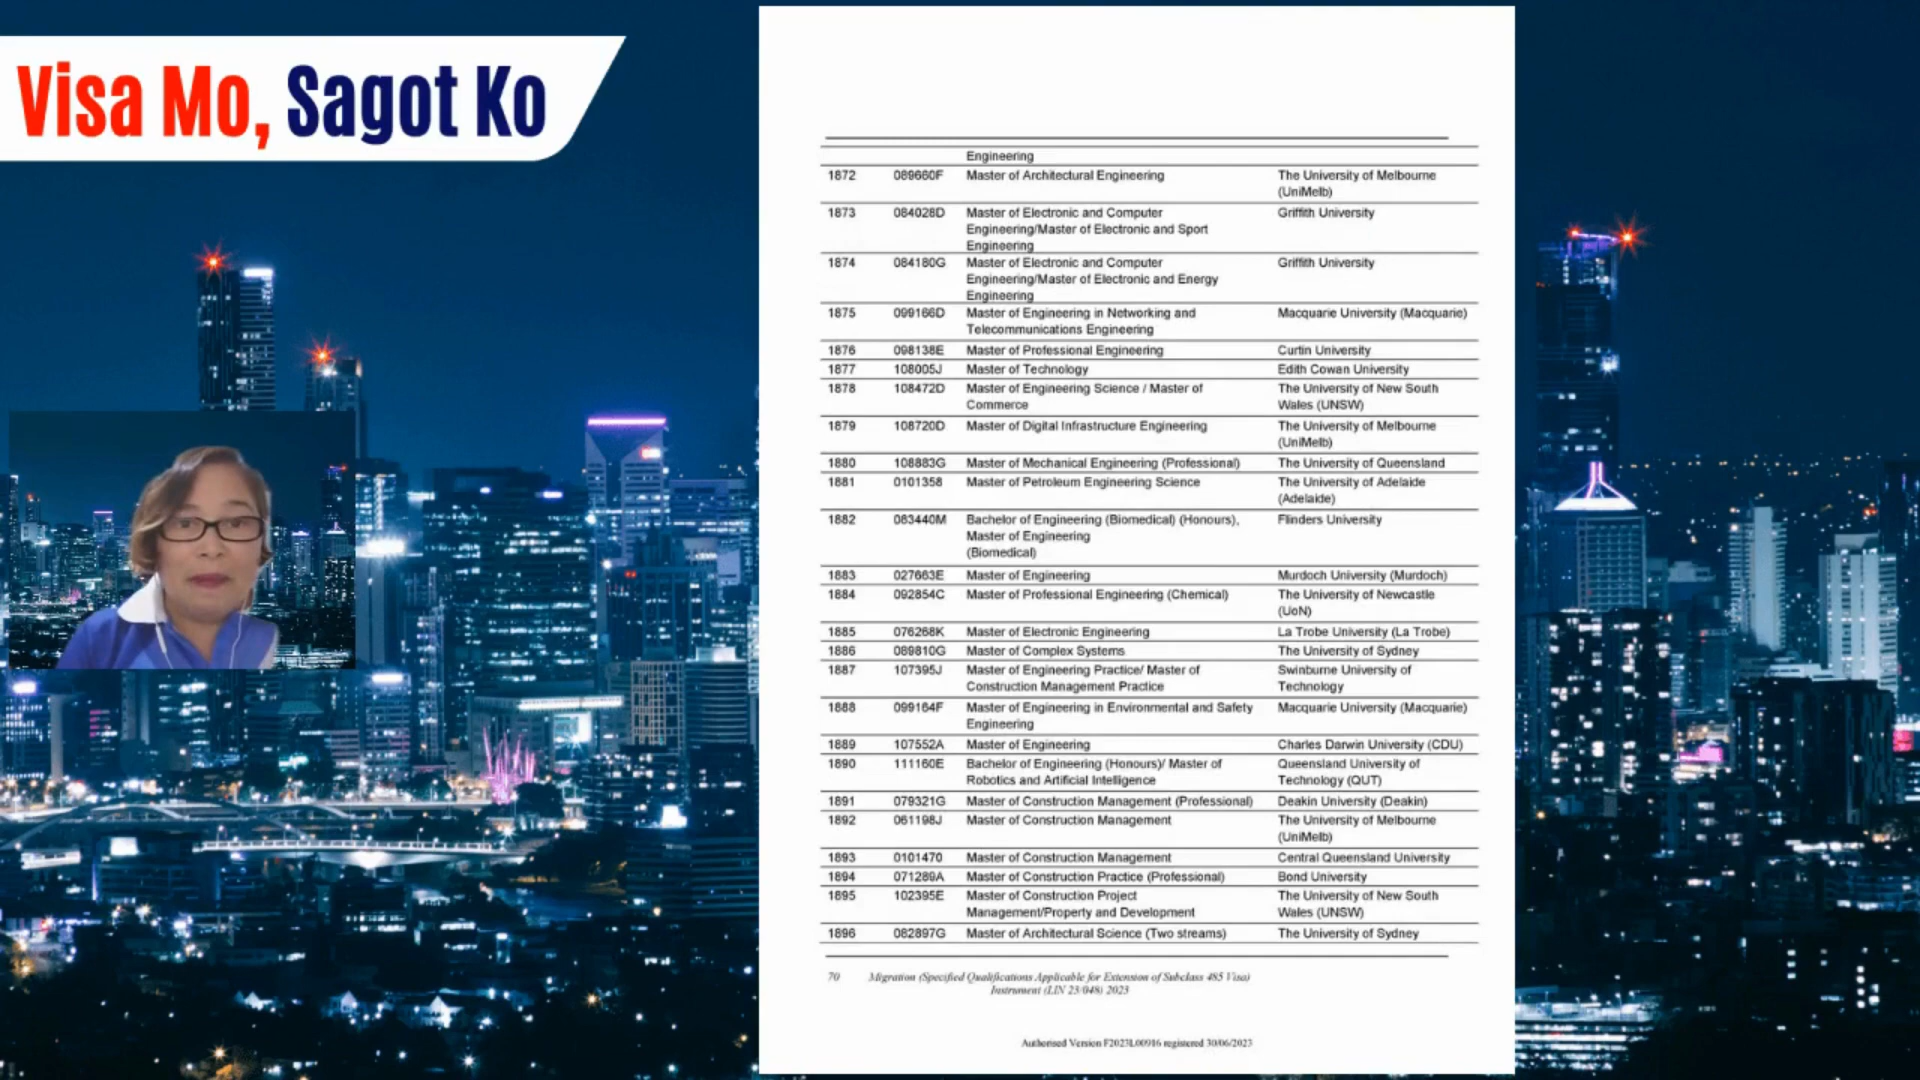 Visa Mo, Sagot Ko
Engineering
1872 089660F Master of Architectural Engineering The University of Melbourne
(UniMelb)
1873 084028D Master of Electronic and Computer Griffith University
Engineering/Master of Electronic and Sport
Engineering
1874 084180G Master of Electronic and Computer Griffith University
Engineering/Master of Electronic and Energy
Engineering
1875 099166D Master of Engineering in Networking and Macquarie University (Macquarie)
Telecommunications Engineering
1876 098138E Master of Professional Engineering Curtin University
1877 108005J Master of Technology Edith Cowan University
1878 108472D Master of Engineering Science / Master of The University of New South
Commerce Wales (UNSW)
1879 108720D Master of Digital Infrastructure Engineering The University of Melbourne
(UniMelb)
1880 108883G Master of Mechanical Engineering (Professional) The University of Queensland
1881 0101358 Master of Petroleum Engineering Science The University of Adelaide
(Adelaide)
1882 083440M Bachelor of Engineering (Biomedical) (Honours), Flinders University
Master of Engineering
(Biomedical)
1883 027663E Master of Engineering Murdoch University (Murdoch)
1884 092854C Master of Professional Engineering (Chemical) The University of Newcastle
(UoN)
1885 076268K Master of Electronic Engineering La Trobe University (La Trobe)
1886 089810G Master of Complex Systems The University of Sydney
1887 107395J Master of Engineering Practice/ Master of Swinburne University of
Construction Management Practice Technology
1888 099164F Master of Engineering in Environmental and Safety Macquarie University (Macquarie)
Engineering
1889 107552A Master of Engineering Charles Darwin University (CDU)
1890 111160E Bachelor of Engineering (Honours)/ Master of Queensland University of
Robotics and Artificial Intelligence Technology (QUT)
1891 079321G Master of Construction Management (Professional) Deakin University (Deakin)
1892 061198J Master of Construction Management The University of Melbourne
(UniMelb)
1893 0101470 Master of Construction Management Central Queensland University
1894 071289A Master of Construction Practice (Professional) Bond University
1895 102395E Master of Construction Project The University of New South
Management/Property and Development Wales (UNSW)
1896 082897G Master of Architectural Science (Two streams) The University of Sydney
70 Migration (Specified Qualifications Applicable for Extension of Subclass 485 Visa)
Instrument (LIN 23/048) 2023
Authorised Version F2023L00916 registered 30/06/2023